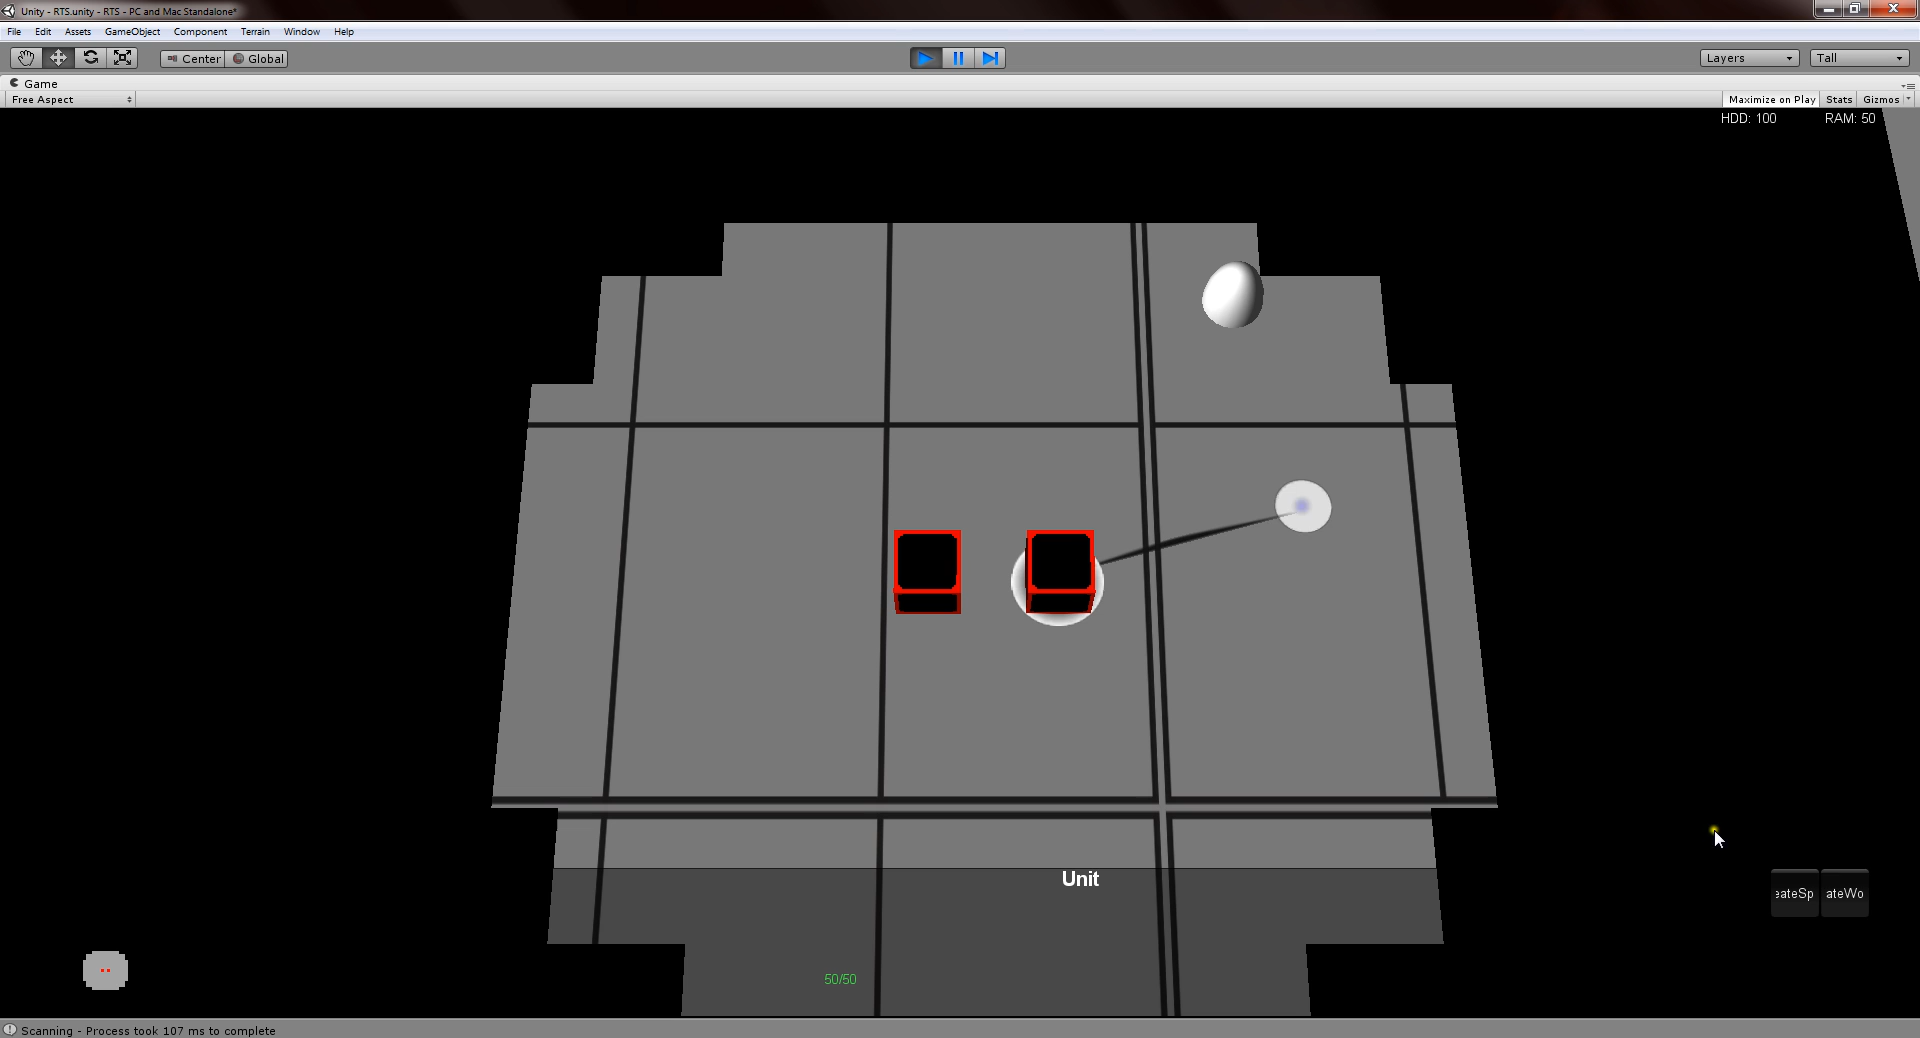 Unity - RTS.unity - RTS - PC and Mac Standalone*
File Edit Assets GameObject Component Terrain Window Help
Center Global Layers Tall
Game
Free Aspect Maximize on Play Stats Gizmos
HDD: 100 RAM: 50
Unit
eateSp ateWo
50/50
Scanning - Process took 107 ms to complete